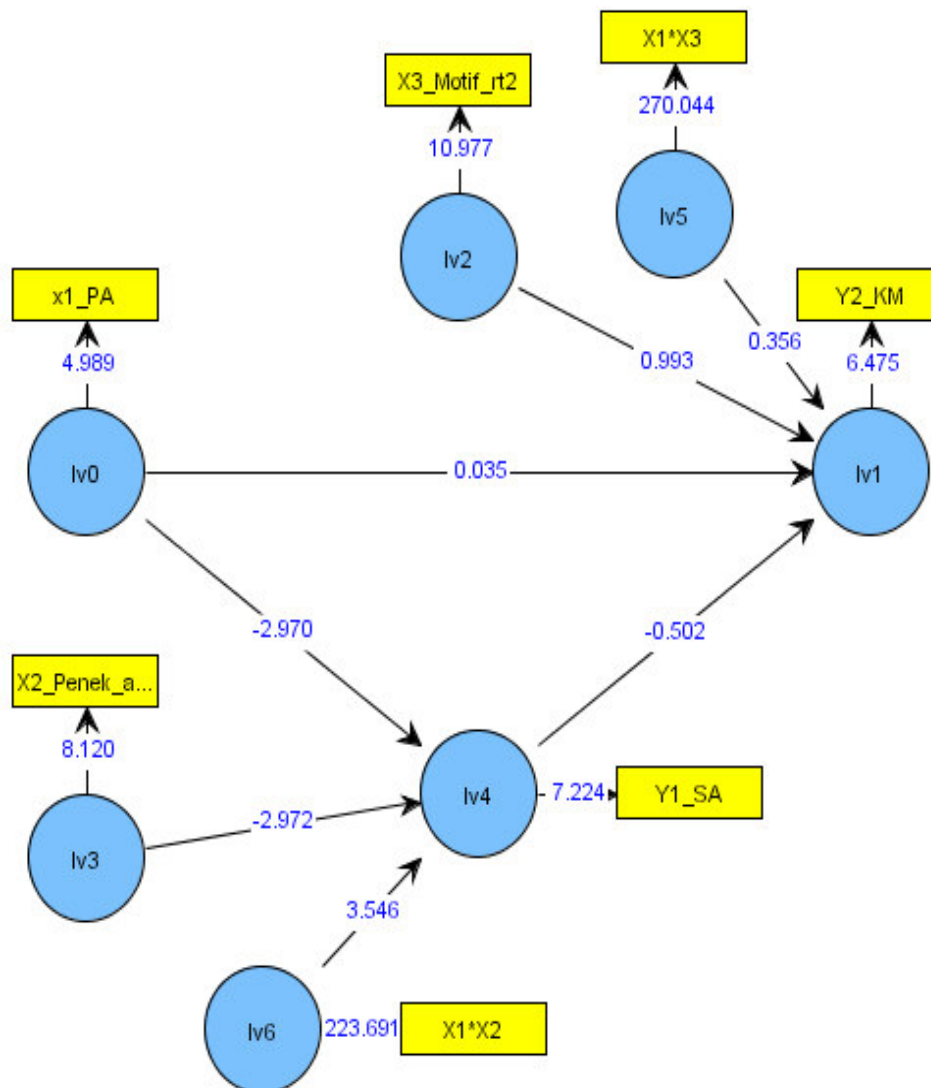 X1*X3
X3_Motif_rt2
270.044
10.977
lv5
lv2
x1_PA
Y2_KM
4.989
0.993
0.356
6.475
lv0
0.035
lv1
-2.970
-0.502
X2_Penek_a...
8.120
lv4
7.224
Y1_SA
-2.972
lv3
3.546
lv6
223.691
X1*X2